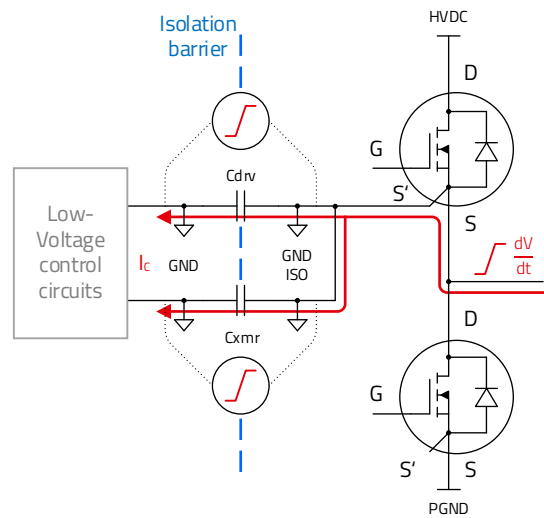 Isolation
barrier
HVDC
D
G
S'
S
Cdrv
Low-
Voltage
control
circuits
Ic
GND
GND
ISO
dV
dt
Cxmr
D
G
S'
S
PGND